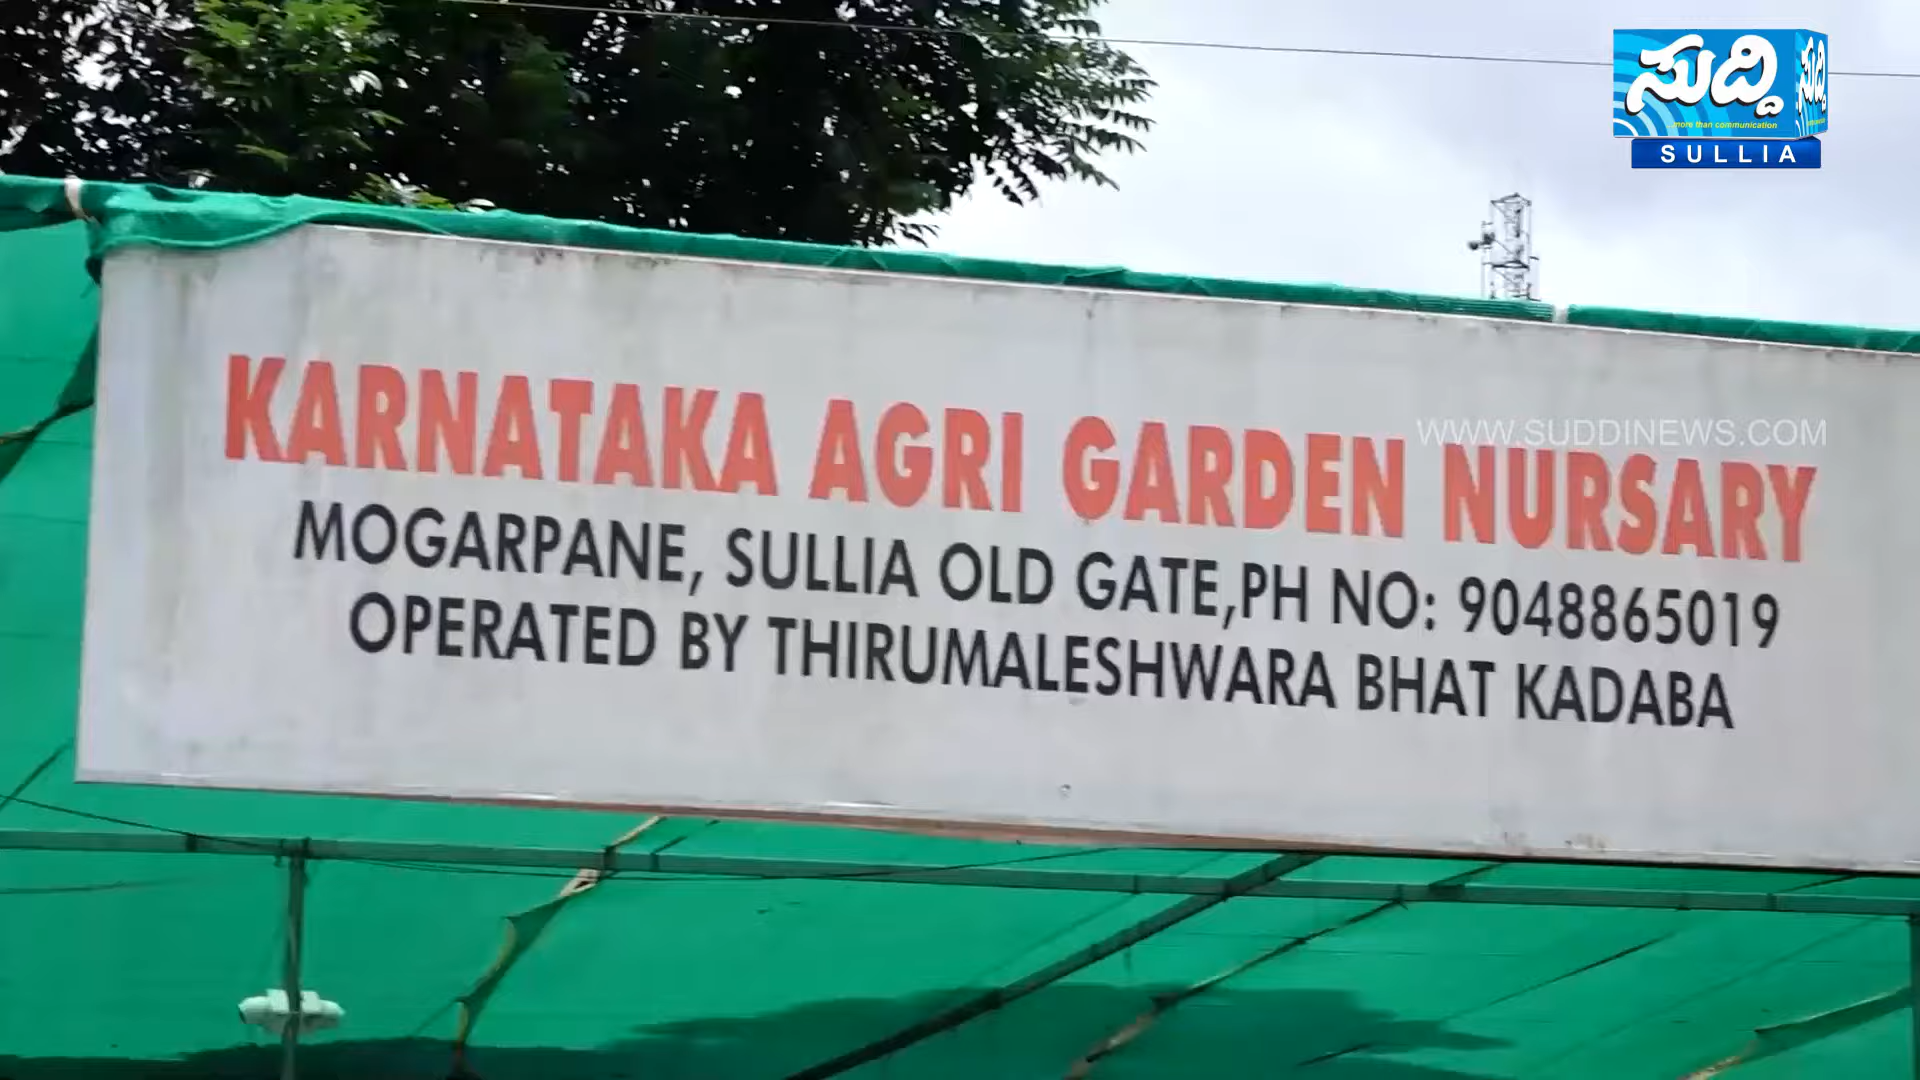 ಸುದ್ದಿ
ಸುದ್ದಿ
more than communication
SULLIA
WWW.SUDDINEWS.COM
KARNATAKA AGRI GARDEN NURSARY
MOGARPANE, SULLIA OLD GATE,PH NO: 9048865019
OPERATED BY THIRUMALESHWARA BHAT KADABA